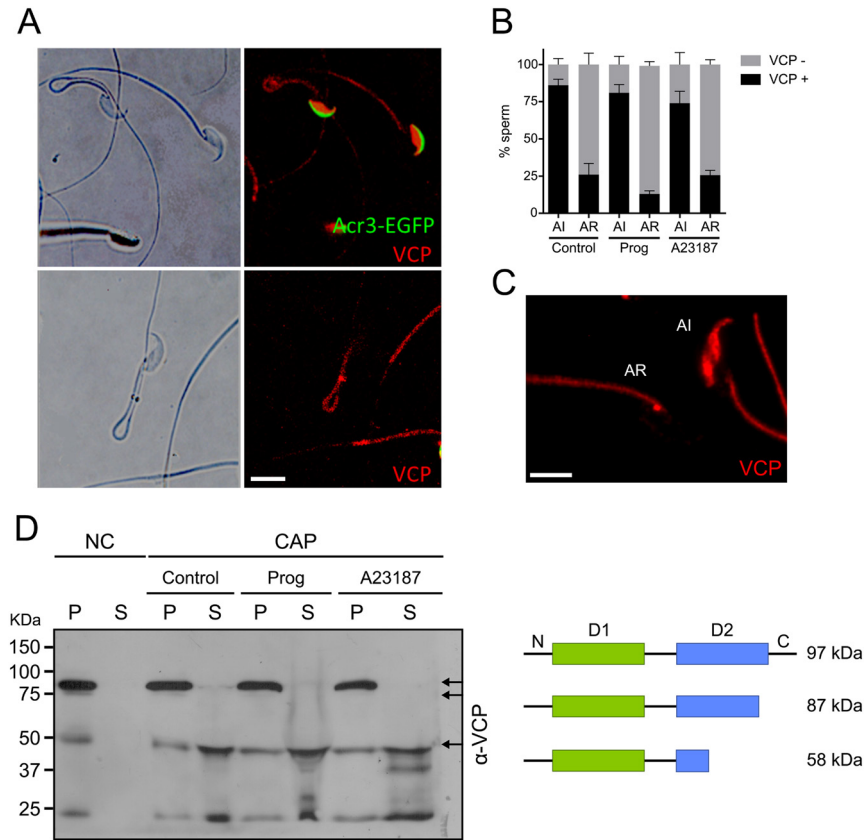 A
Acr3-EGFP
VCP
VCP
B
VCP -
VCP +
% sperm
100
75
50
25
0
AI AR AI AR AI AR
Control Prog A23187
C
AI
AR
VCP
D
NC CAP
Control Prog A23187
P S P S P S P S
KDa
150
100
75
50
37
25
α-VCP
D1 D2
N C
97 kDa
87 kDa
58 kDa